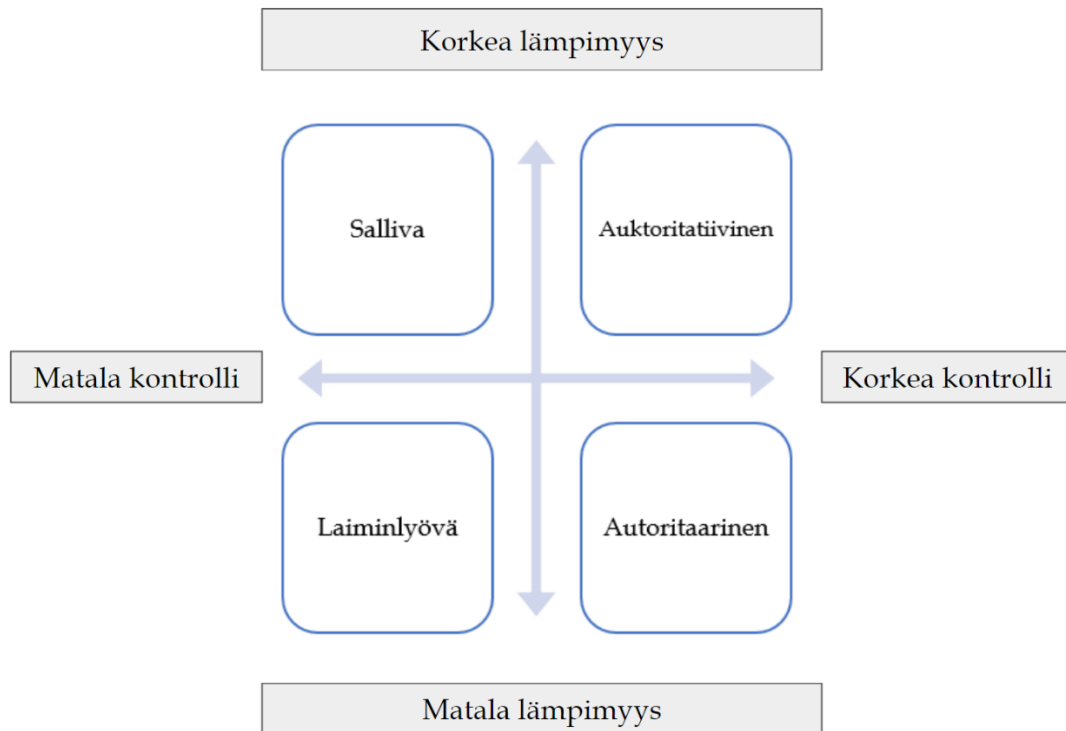 Korkea lämpimyys
Salliva
Auktoritatiivinen
Matala kontrolli
Korkea kontrolli
Laiminlyövä
Autoritaarinen
Matala lämpimyys